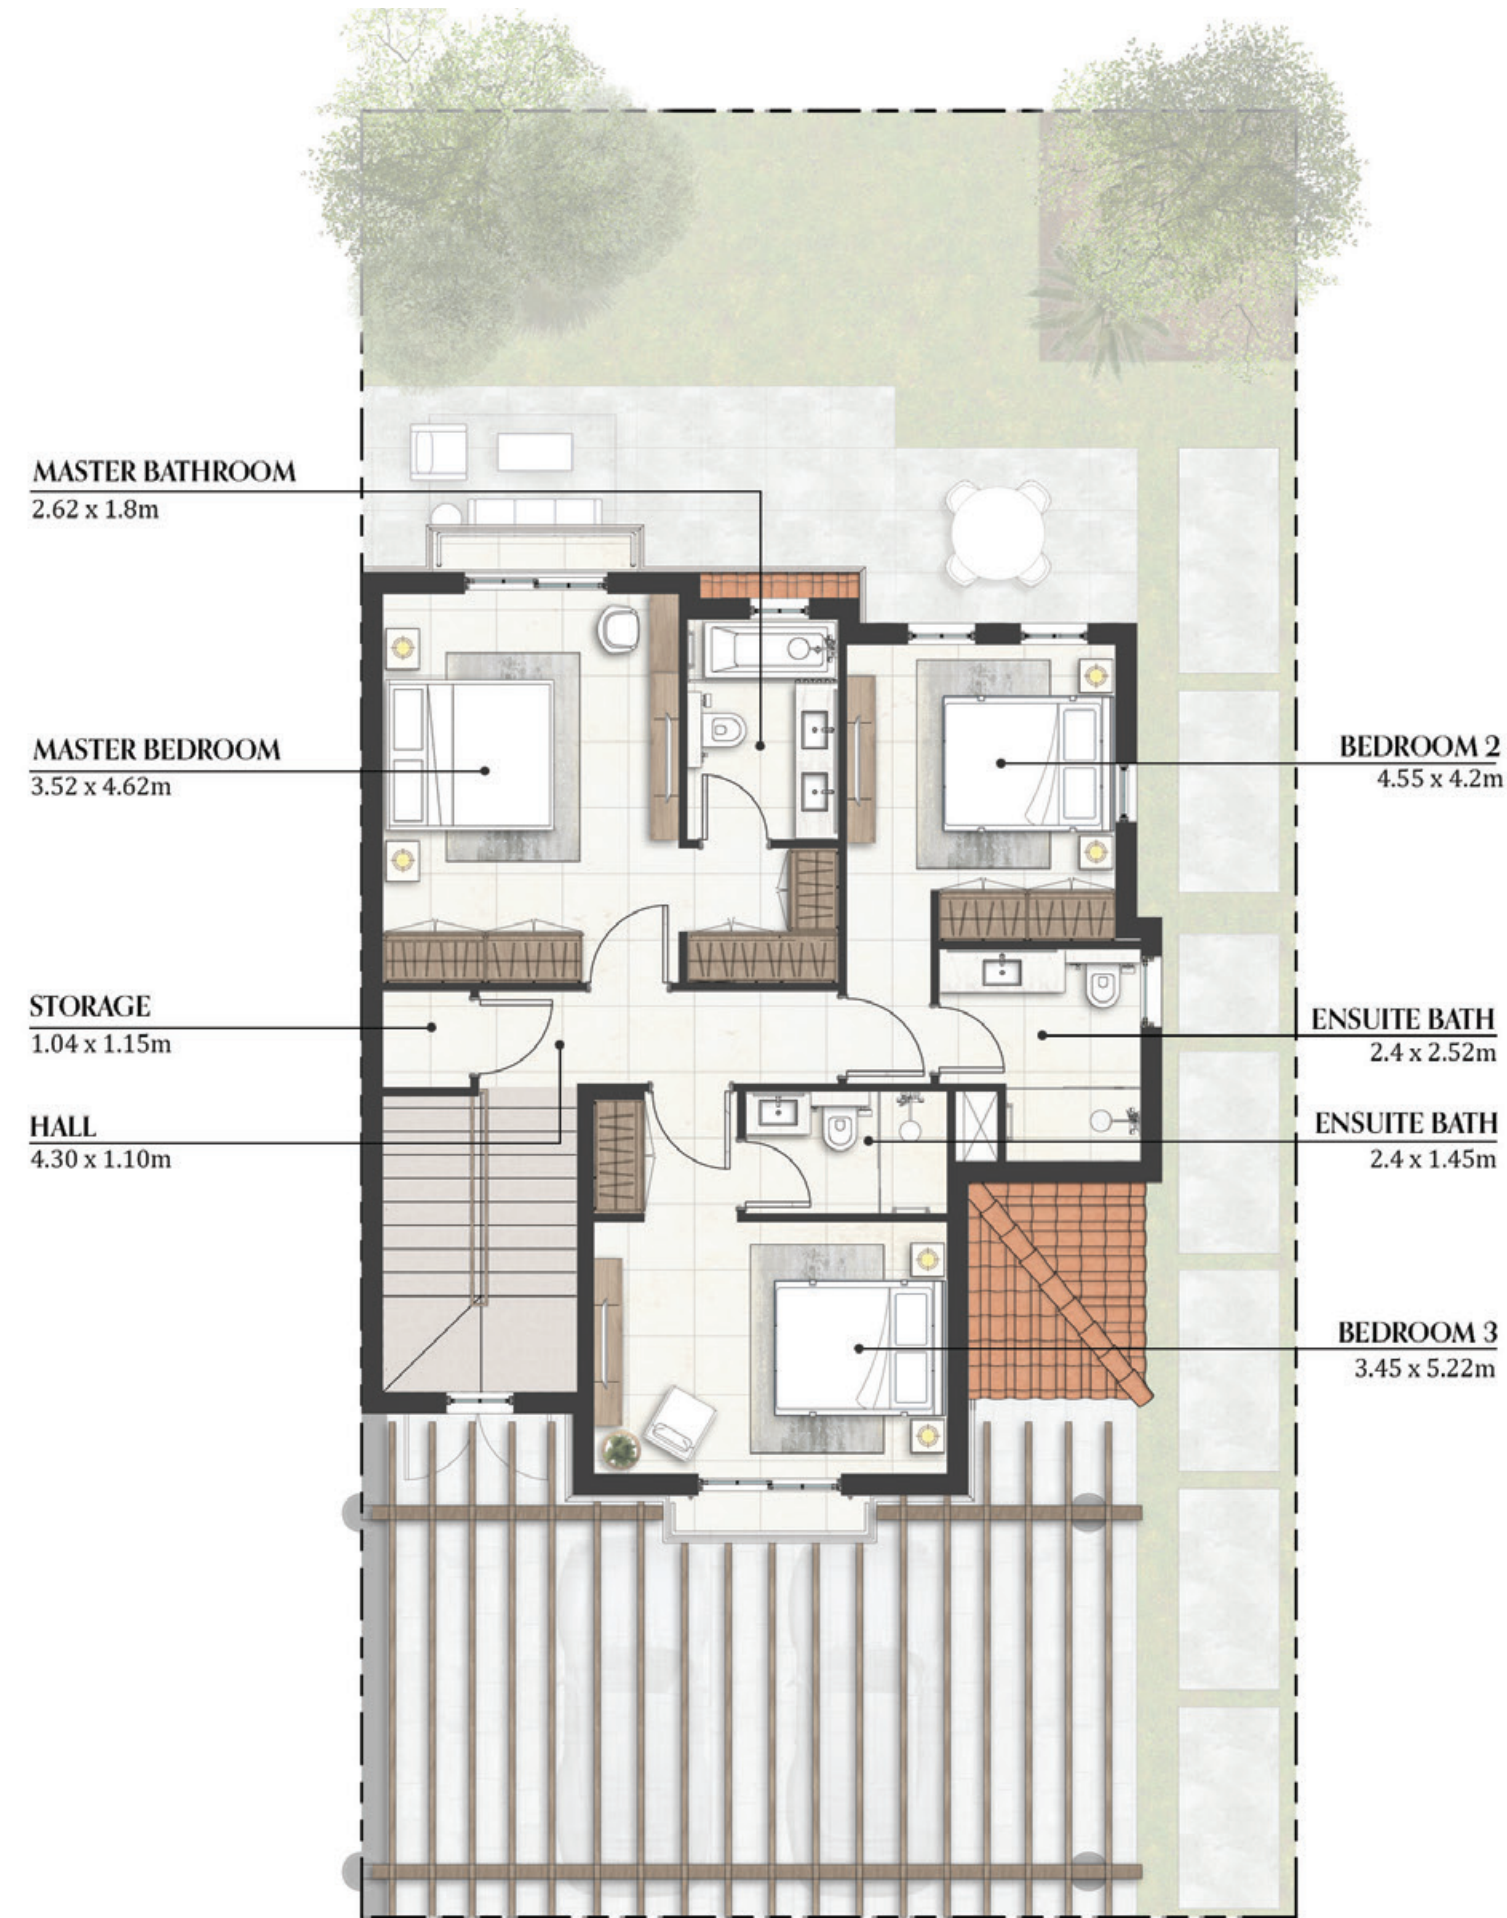 MASTER BATHROOM
2.62 x 1.8m
MASTER BEDROOM
3.52 x 4.62m
STORAGE
1.04 x 1.15m
HALL
4.30 x 1.10m
BEDROOM 2
4.55 x 4.2m
ENSUITE BATH
2.4 x 2.52m
ENSUITE BATH
2.4 x 1.45m
BEDROOM 3
3.45 x 5.22m